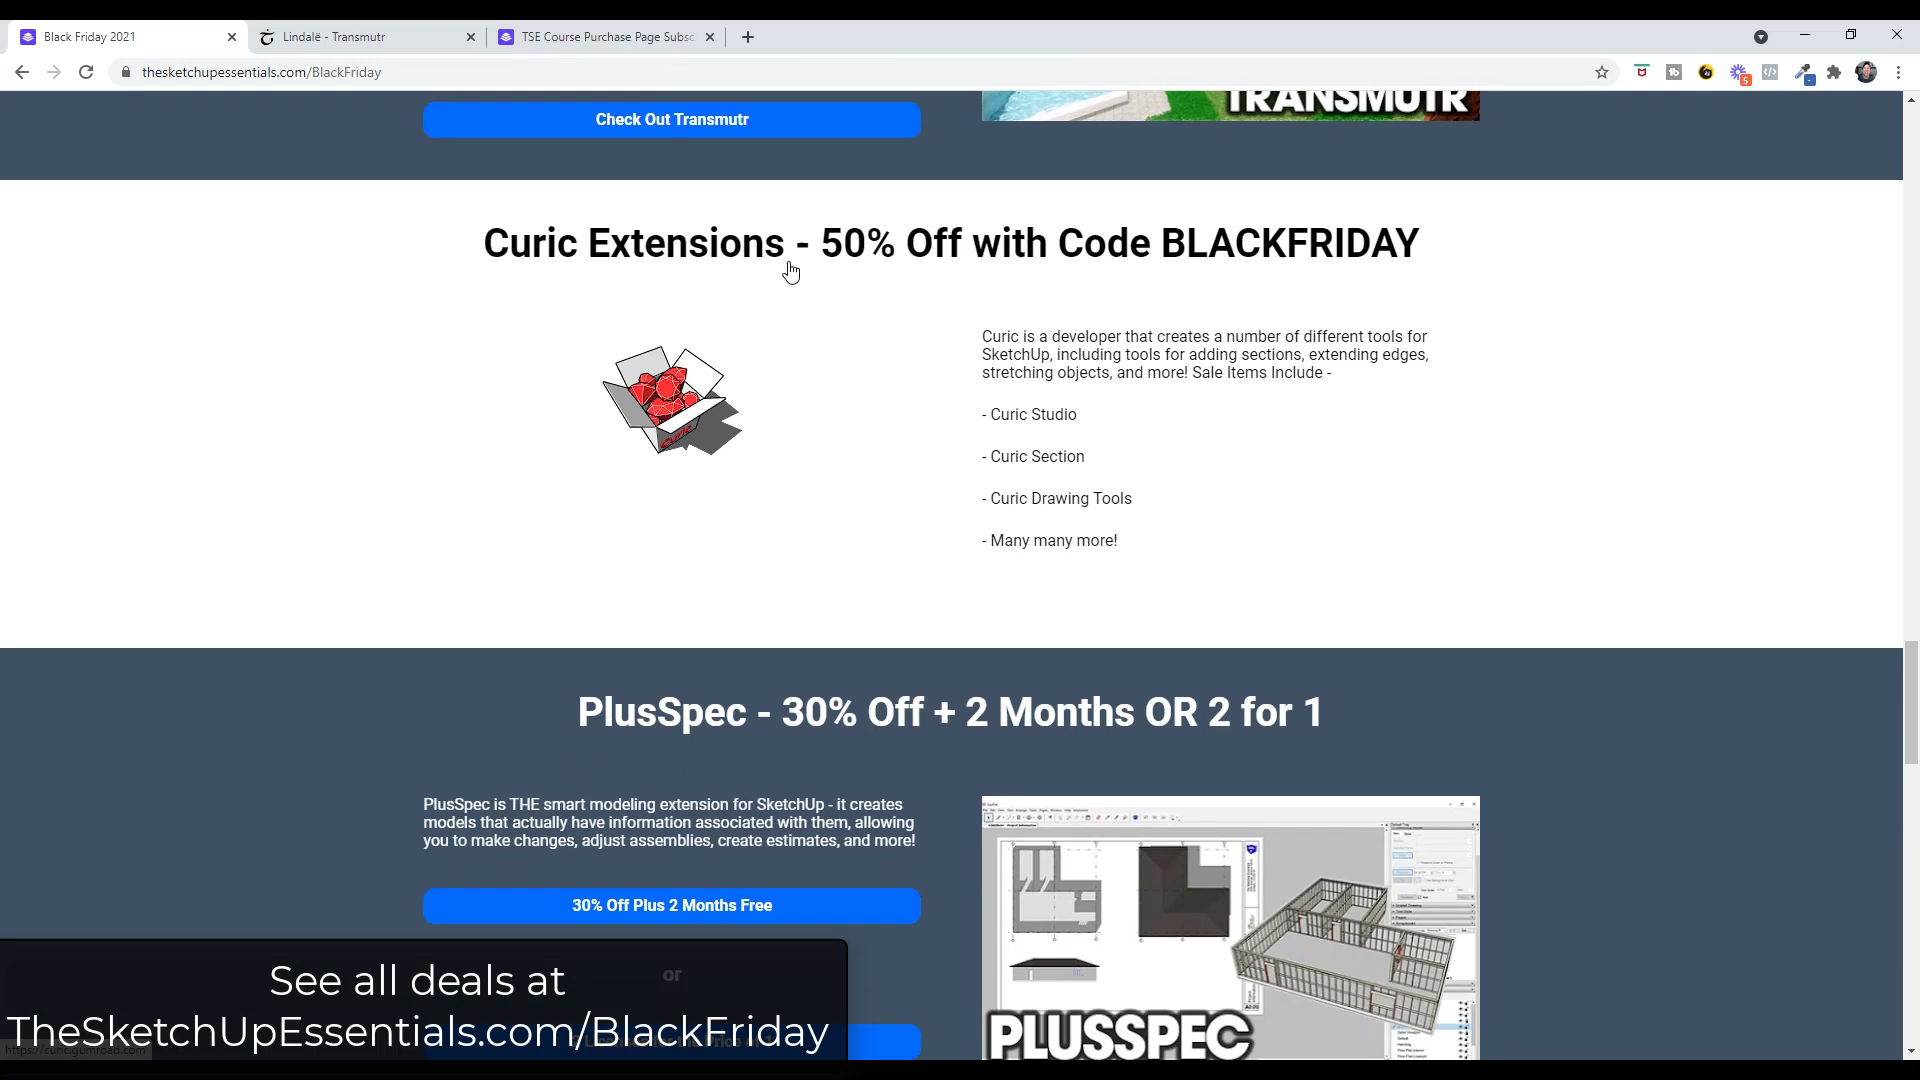 Black Friday 2021
Lindalë - Transmutr
TSE Course Purchase Page Subsc
thesketchupessentials.com/BlackFriday
Check Out Transmutr
TRANSMUTR
Curic Extensions - 50% Off with Code BLACKFRIDAY
Curic
Curic is a developer that creates a number of different tools for
SketchUp, including tools for adding sections, extending edges,
stretching objects, and more! Sale Items Include -
- Curic Studio
- Curic Section
- Curic Drawing Tools
- Many many more!
PlusSpec - 30% Off + 2 Months OR 2 for 1
PlusSpec is THE smart modeling extension for SketchUp - it creates
models that actually have information associated with them, allowing
you to make changes, adjust assemblies, create estimates, and more!
30% Off Plus 2 Months Free
or
PLUSSPEC
See all deals at
TheSketchUpEssentials.com/BlackFriday
https://curic.gumroad.com